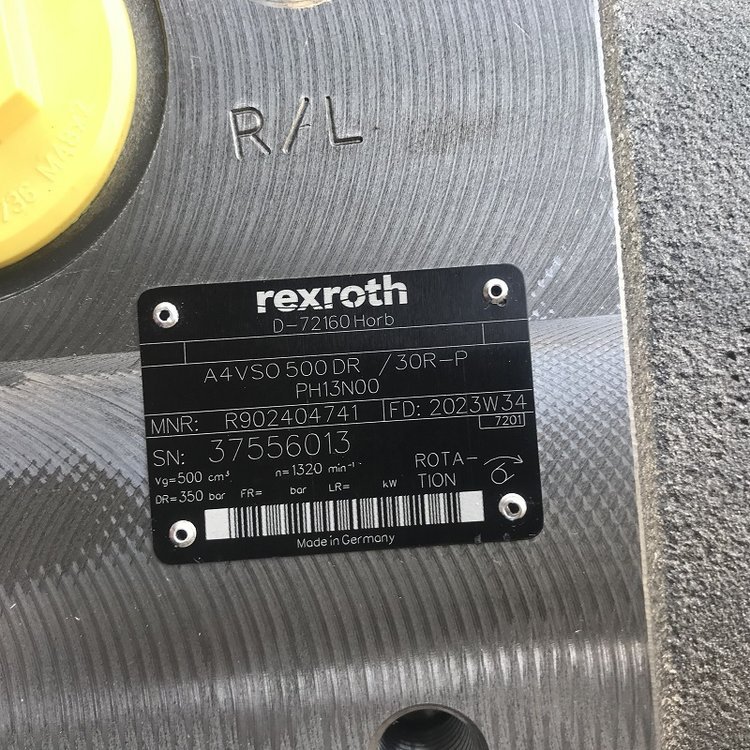 R/L
rexroth
D-72160 Horb
A4VSO 500 DR /30R-P
PH13N00
MNR: R902404741 FD: 2023W34
7201
SN: 37556013
Vg=500 cm³ n=1320 min⁻¹
ROTA-
TION
DR=350 bar FR= bar LR= kW
Made in Germany